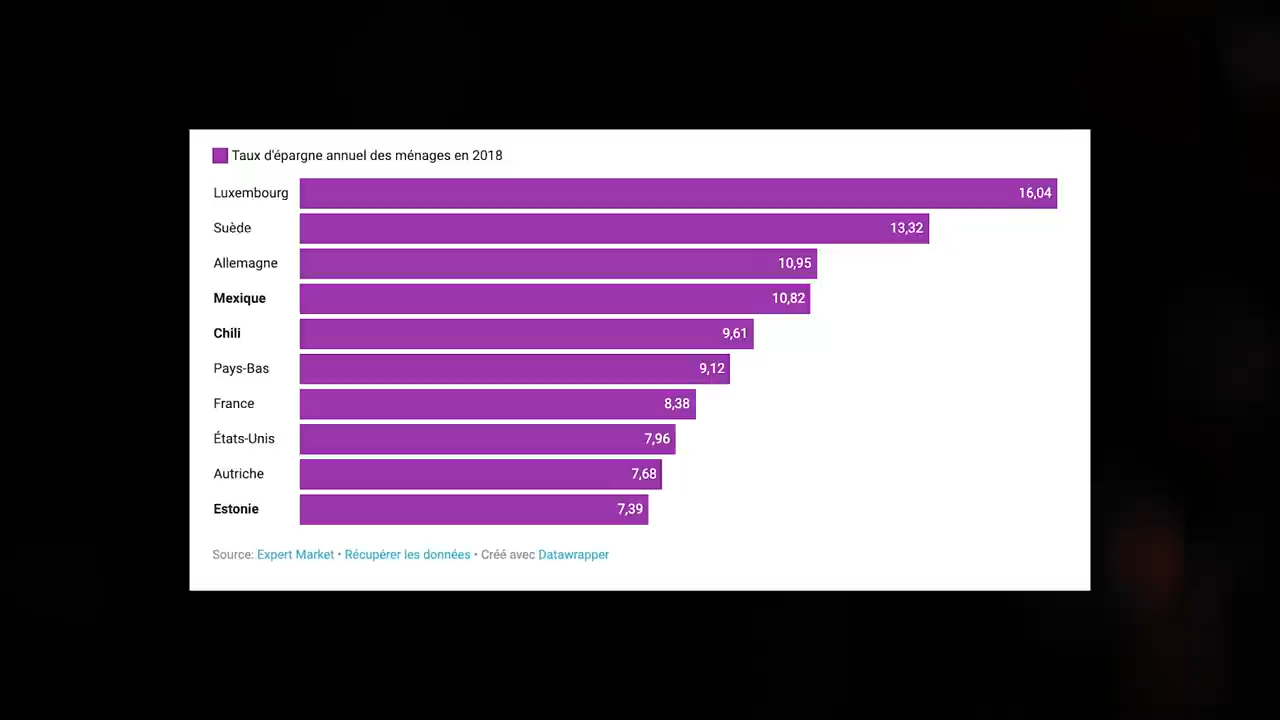 Taux d'épargne annuel des ménages en 2018
Luxembourg 16,04
Suède 13,32
Allemagne 10,95
Mexique 10,82
Chili 9,61
Pays-Bas 9,12
France 8,38
États-Unis 7,96
Autriche 7,68
Estonie 7,39
Source: Expert Market • Récupérer les données • Créé avec Datawrapper